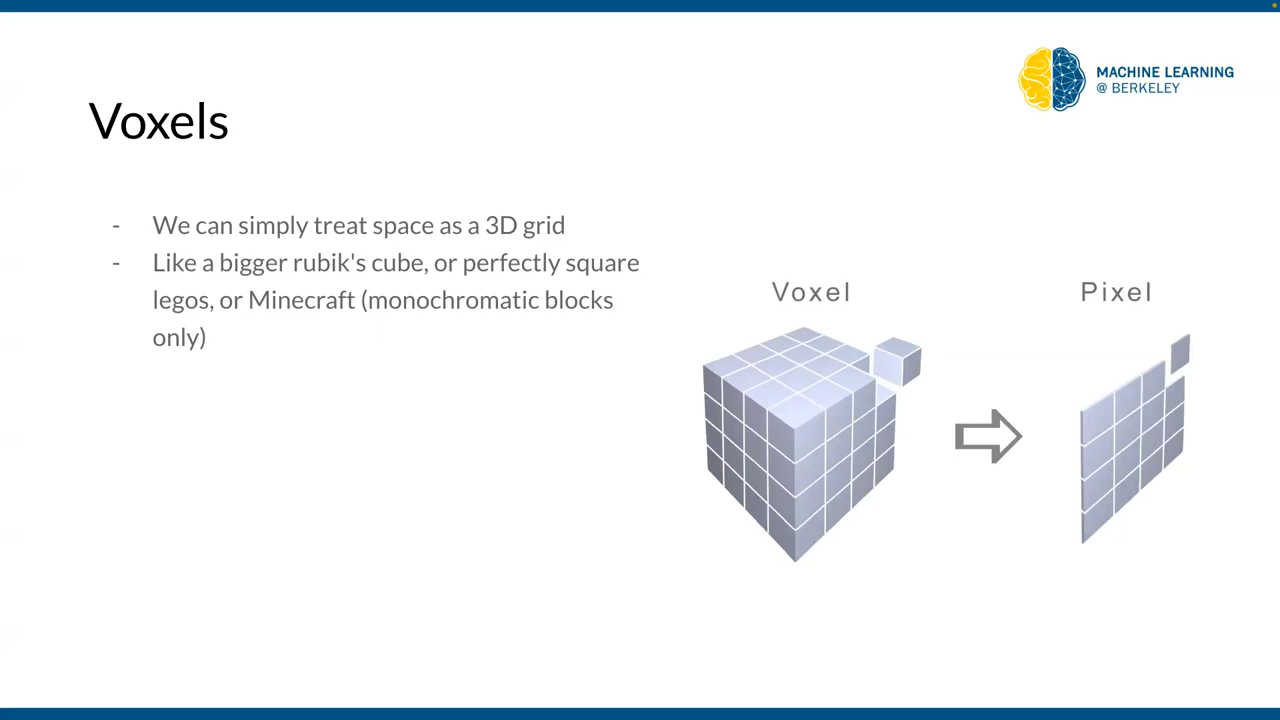 MACHINE LEARNING
@ BERKELEY
Voxels
- We can simply treat space as a 3D grid
- Like a bigger rubik's cube, or perfectly square
legos, or Minecraft (monochromatic blocks
only)
Voxel
Pixel